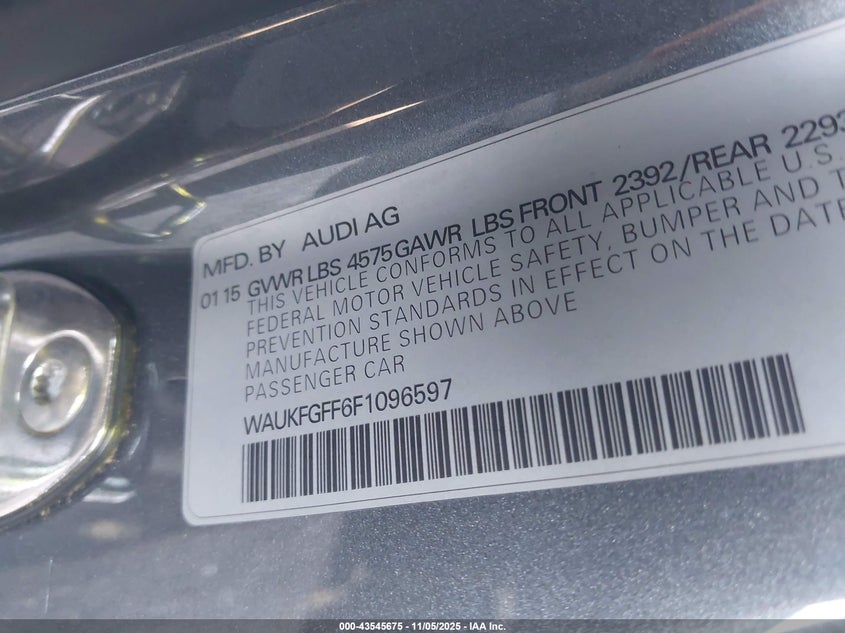 MFD. BY AUDI AG
01 15 GVWR LBS 4575 GAWR LBS FRONT 2392/REAR 2293
THIS VEHICLE CONFORMS TO ALL APPLICABLE U.S.
FEDERAL MOTOR VEHICLE SAFETY, BUMPER AND
PREVENTION STANDARDS IN EFFECT ON THE DATE
MANUFACTURE SHOWN ABOVE
PASSENGER CAR
WAUKFGFF6F1096597
000-43545675 - 11/05/2025 - IAA Inc.